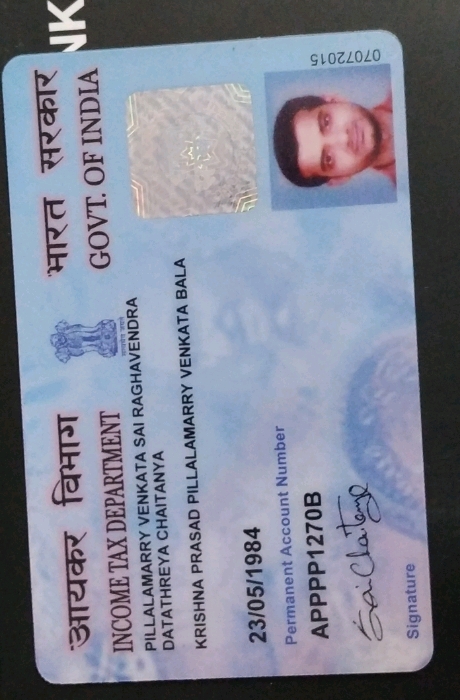 NK
आयकर विभाग
भारत सरकार
INCOME TAX DEPARTMENT
GOVT. OF INDIA
PILLALAMARRY VENKATA SAI RAGHAVENDRA
DATATHREYA CHAITANYA
KRISHNA PRASAD PILLALAMARRY VENKATA BALA
23/05/1984
Permanent Account Number
APPPP1270B
Sai Chaitanya
Signature
07072015